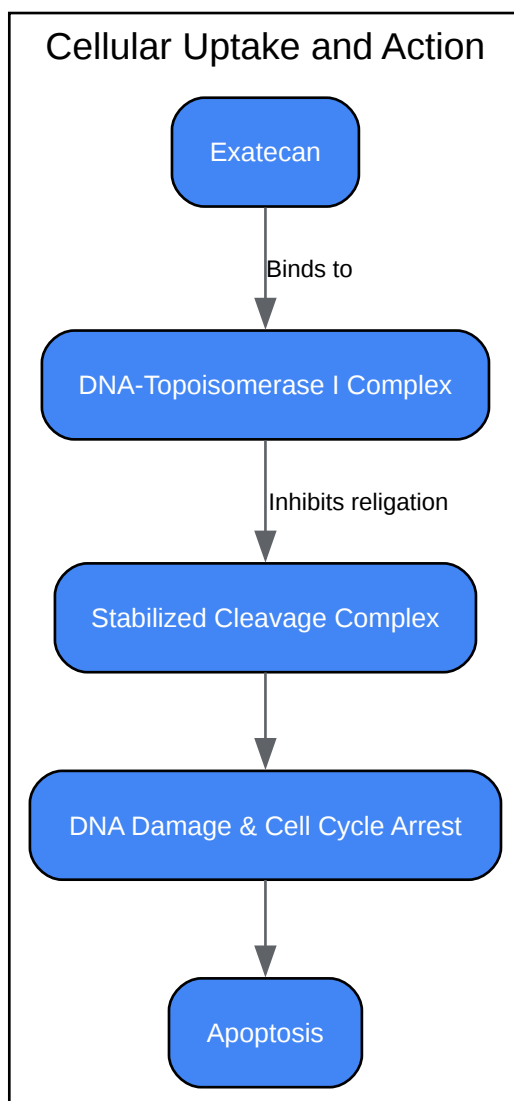 Cellular Uptake and Action
Exatecan
Binds to
DNA-Topoisomerase I Complex
Inhibits religation
Stabilized Cleavage Complex
DNA Damage & Cell Cycle Arrest
Apoptosis